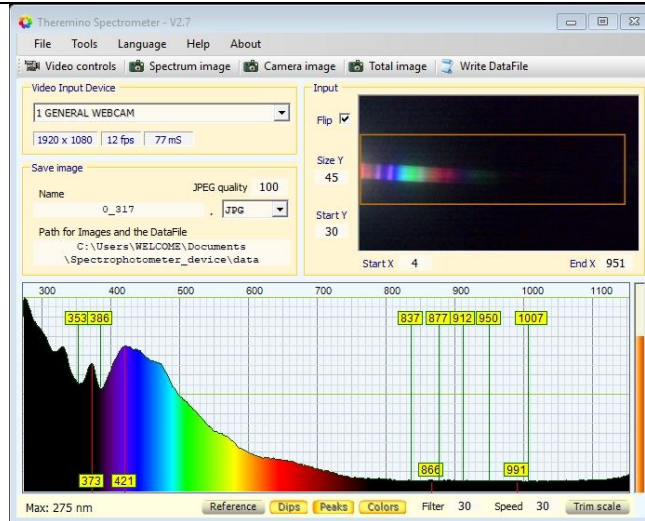 Theremino Spectrometer - V2.7
File Tools Language Help About
Video controls Spectrum image Camera image Total image Write DataFile
Video Input Device
1 GENERAL WEBCAM
1920 x 1080 12 fps 77 mS
Save image
Name JPEG quality 100
0_317 . JPG
Path for Images and the DataFile
C:\Users\WELCOME\Documents
\Spectrophotometer_device\data
Input
Flip
Size Y
45
Start Y
30
Start X 4 End X 951
300 400 500 600 700 800 900 1000 1100
353 386 837 877 912 950 1007
373 421 866 991
Max: 275 nm Reference Dips Peaks Colors Filter 30 Speed 30 Trim scale